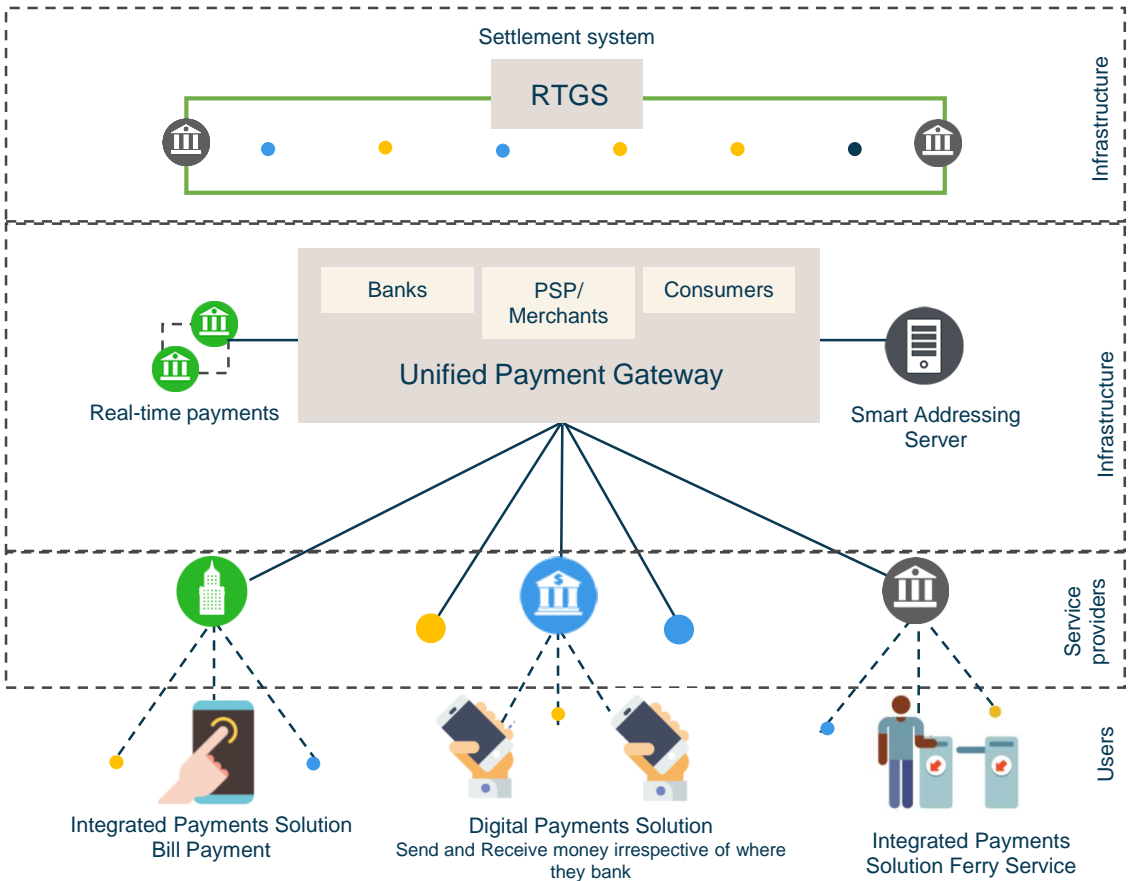 Settlement system
RTGS
Infrastructure
Banks
PSP/
Merchants
Consumers
Unified Payment Gateway
Real-time payments
Smart Addressing
Server
Infrastructure
$
Service
providers
Users
Integrated Payments Solution
Bill Payment
Digital Payments Solution
Send and Receive money irrespective of where
they bank
Integrated Payments
Solution Ferry Service